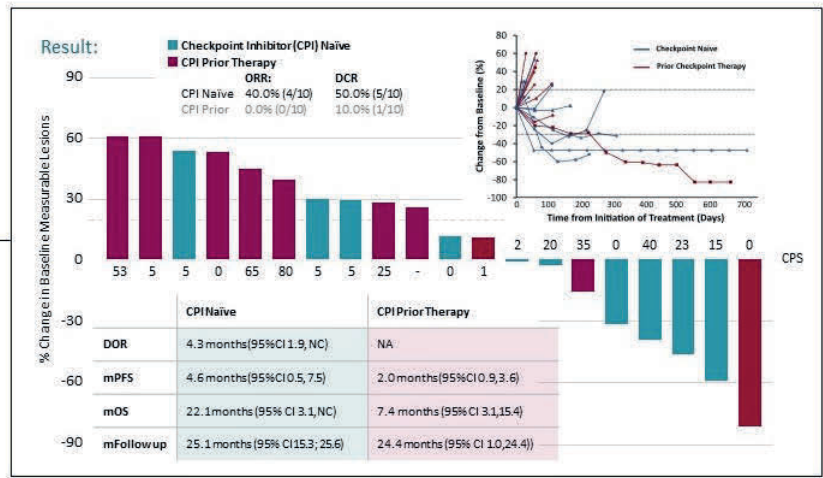 Result:
Checkpoint Inhibitor (CPI) Naïve
CPI Prior Therapy
ORR: DCR
CPI Naïve 40.0% (4/10) 50.0% (5/10)
CPI Prior 0.0% (0/10) 10.0% (1/10)
% Change in Baseline Measurable Lesions
90
60
30
0
-30
-60
-90
53 5 5 0 65 80 5 5 25 - 0 1
2 20 35 0 40 23 15 0 CPS
Change from Baseline (%)
80
60
40
20
0
-20
-40
-60
-80
-100
0 100 200 300 400 500 600 700
Time from Initiation of Treatment (Days)
Checkpoint Naive
Prior Checkpoint Therapy
CPI Naïve CPI Prior Therapy
DOR 4.3 months (95%CI 1.9, NC) NA
mPFS 4.6 months (95%CI 0.5, 7.5) 2.0 months (95%CI 0.9,3.6)
mOS 22.1 months (95% CI 3.1,NC) 7.4 months (95% CI 3.1,15.4)
mFollow up 25.1 months (95% CI 15.3; 25.6) 24.4 months (95% CI 1.0,24.4))